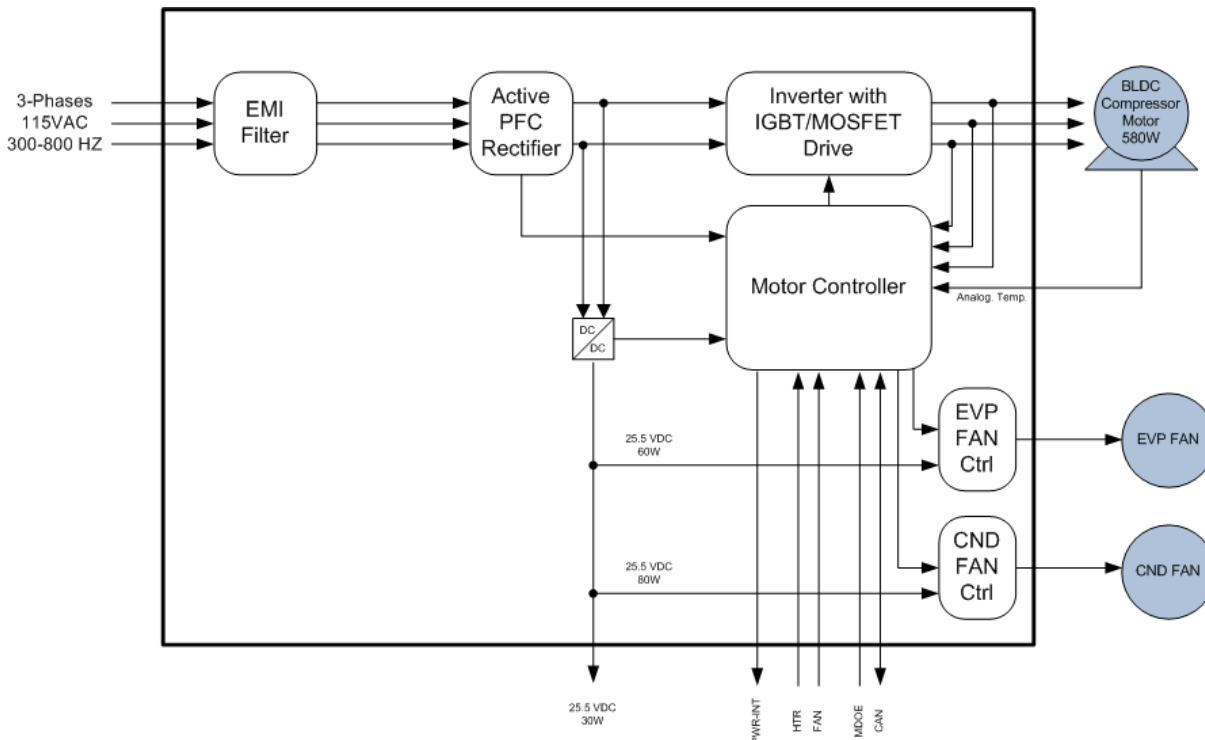 3-Phases
115VAC
300-800 HZ
EMI
Filter
Active
PFC
Rectifier
Inverter with
IGBT/MOSFET
Drive
BLDC
Compressor
Motor
580W
Motor Controller
Analog. Temp.
DC
DC
25.5 VDC
60W
EVP
FAN
Ctrl
EVP FAN
25.5 VDC
80W
CND
FAN
Ctrl
CND FAN
25.5 VDC
30W
PWR-INT
HTR
FAN
MDOE
CAN